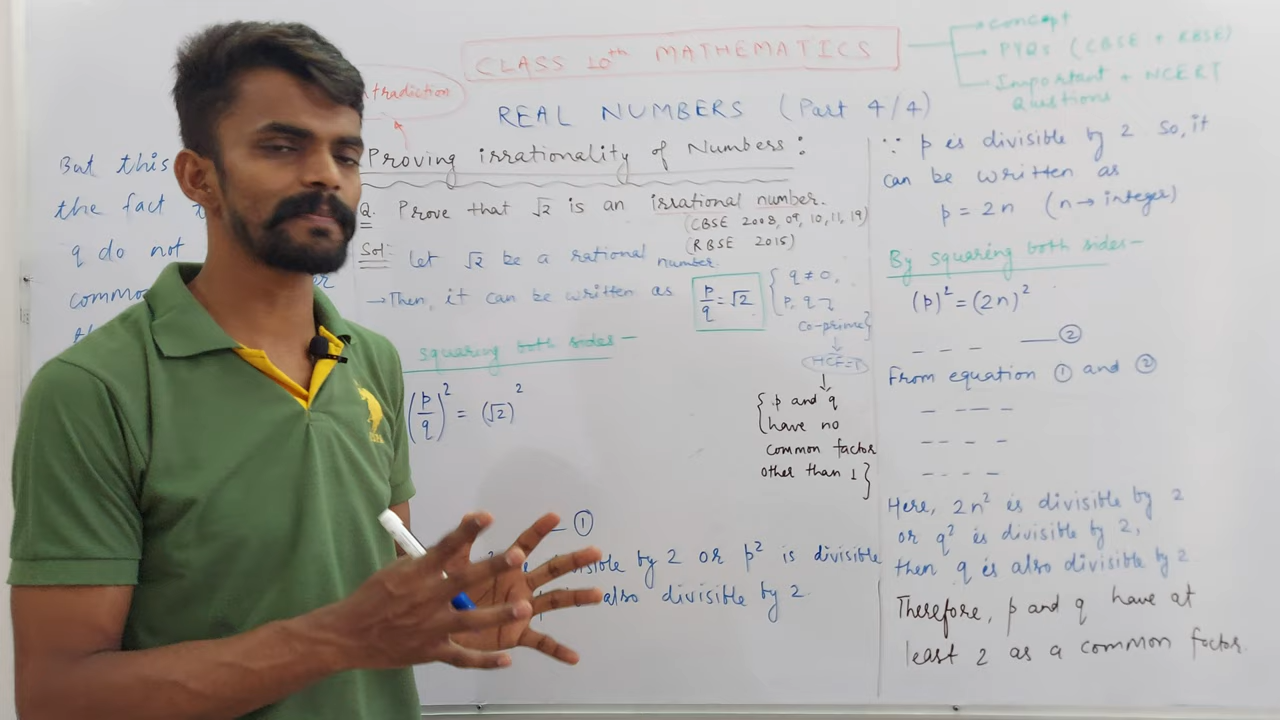 CLASS 10th MATHEMATICS
concept
PYQs (CBSE + RBSE)
Important + NCERT
Questions
tradiction
REAL NUMBERS (Part 4/4)
Proving irrationality of Numbers:
Q. Prove that √2 is an irrational number.
(CBSE 2008, 09, 10, 11, 19)
(RBSE 2015)
Sol: Let √2 be a rational number.
→ Then, it can be written as p/q = √2 { q ≠ 0,
p, q →
co-prime}
↓
HCF=1
↓
{ p and q
have no
common factor
other than 1 }
squaring both sides —
(p/q)² = (√2)²
— ①
by 2 or p² is divisible
also divisible by 2
∵ p is divisible by 2 So, it
can be written as
p = 2n (n → integer)
By squaring both sides —
(p)² = (2n)²
_ _ _ — ②
From equation ① and ②
_ _ _ _
_ _ _ _
_ _ _ _
Here, 2n² is divisible by 2
or q² is divisible by 2,
then q is also divisible by 2
Therefore, p and q have at
least 2 as a common factor.
But this
the fact
q do not
commo